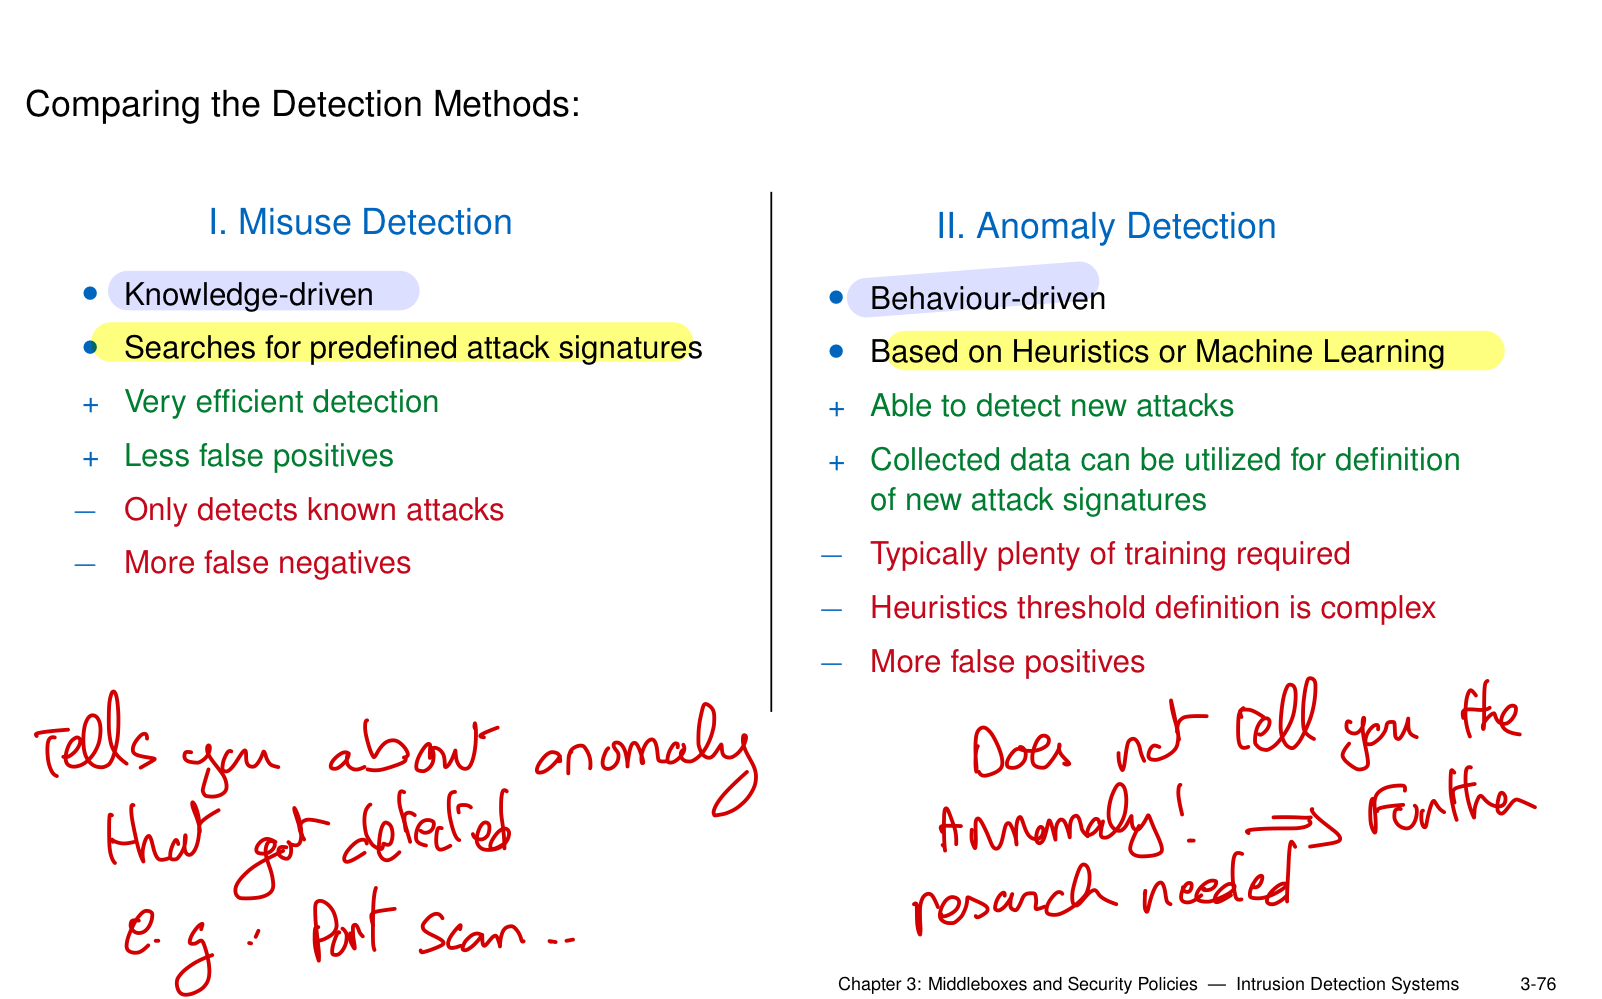 Comparing the Detection Methods:
I. Misuse Detection
• Knowledge-driven
• Searches for predefined attack signatures
+ Very efficient detection
+ Less false positives
— Only detects known attacks
— More false negatives
Tells you about anomaly
that got detected
e.g: Port scan ..
II. Anomaly Detection
• Behaviour-driven
• Based on Heuristics or Machine Learning
+ Able to detect new attacks
+ Collected data can be utilized for definition
of new attack signatures
— Typically plenty of training required
— Heuristics threshold definition is complex
— More false positives
Does not tell you the
Annomaly! => Further
research needed
Chapter 3: Middleboxes and Security Policies — Intrusion Detection Systems 3-76